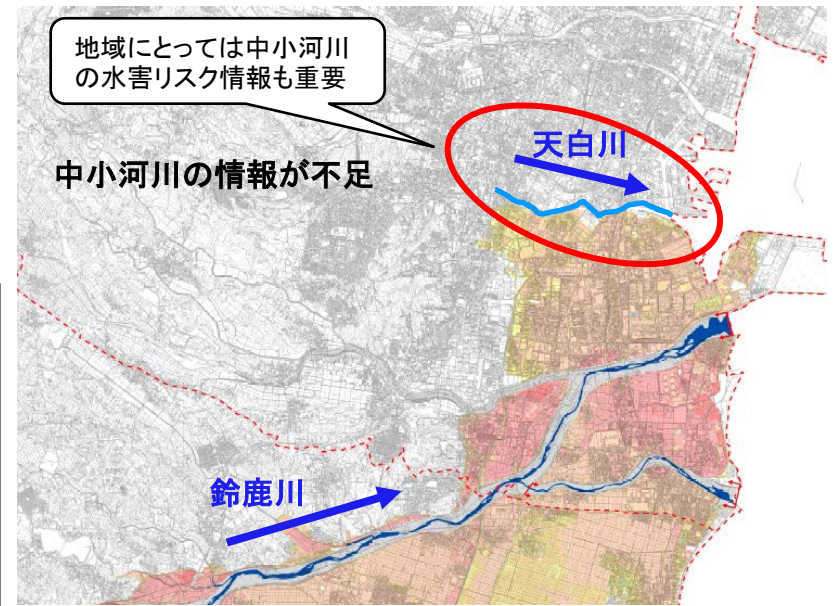 地域にとっては中小河川
の水害リスク情報も重要
天白川
中小河川の情報が不足
鈴鹿川